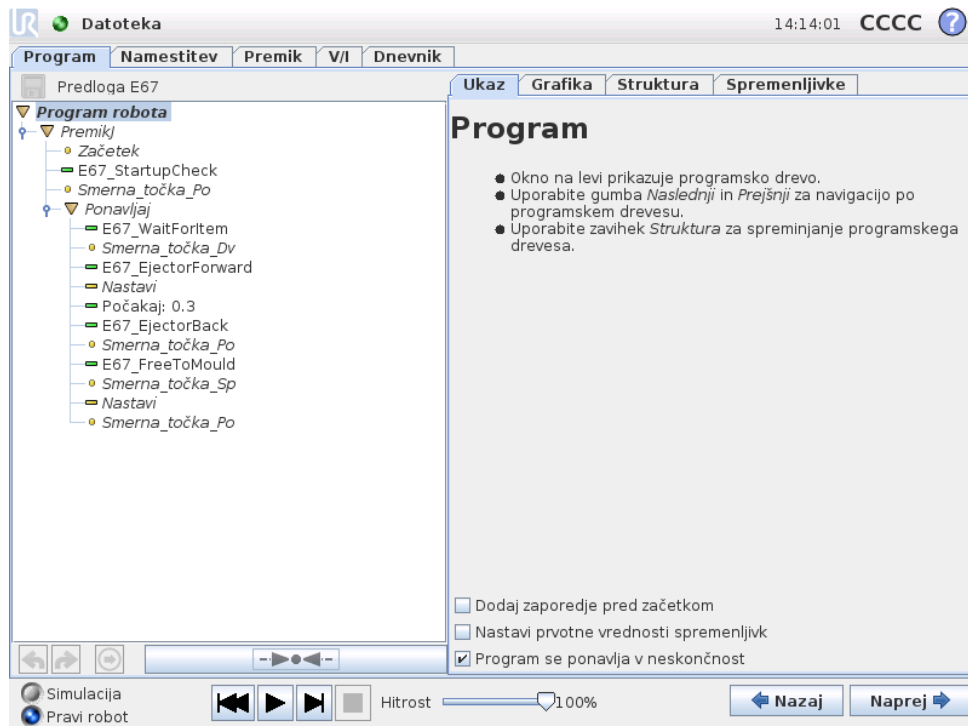 UR Datoteka 14:14:01 CCCC ?
Program Namestitev Premik V/I Dnevnik
Predloga E67
Program robota
PremikJ
Začetek
E67_StartupCheck
Smerna_točka_Po
Ponavljaj
E67_WaitForItem
Smerna_točka_Dv
E67_EjectorForward
Nastavi
Počakaj: 0.3
E67_EjectorBack
Smerna_točka_Po
E67_FreeToMould
Smerna_točka_Sp
Nastavi
Smerna_točka_Po
Ukaz Grafika Struktura Spremenljivke
Program
Okno na levi prikazuje programsko drevo.
Uporabite gumba Naslednji in Prejšnji za navigacijo po
programskem drevesu.
Uporabite zavihek Struktura za spreminjanje programskega
drevesa.
Dodaj zaporedje pred začetkom
Nastavi prvotne vrednosti spremenljivk
Program se ponavlja v neskončnost
Simulacija
Pravi robot
Hitrost 100%
Nazaj Naprej